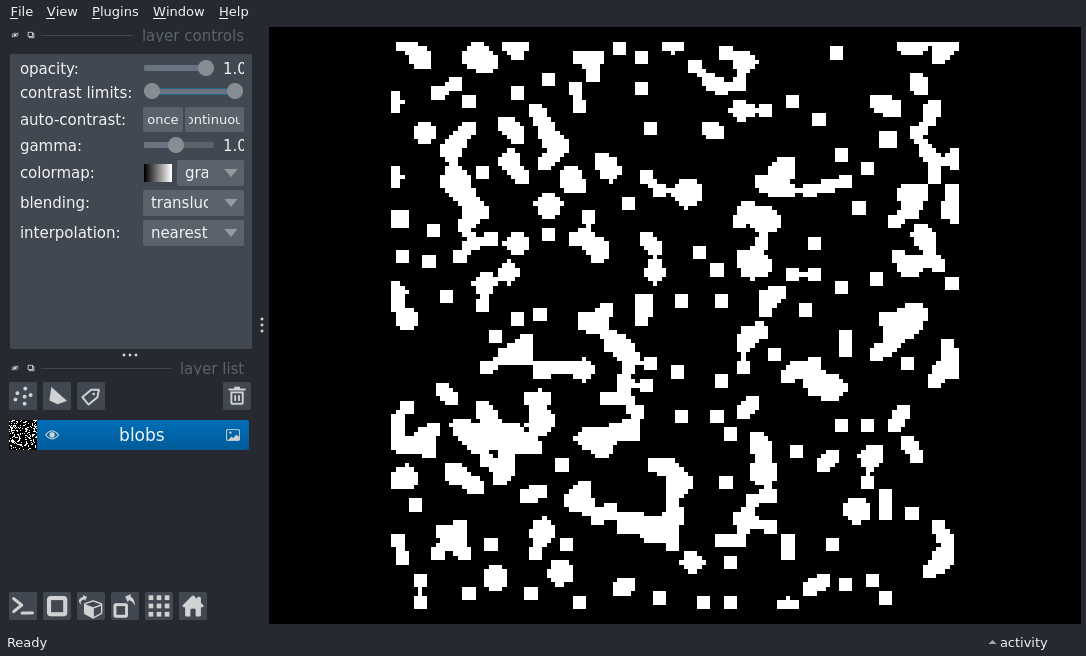 File View Plugins Window Help
layer controls
opacity: 1.0
contrast limits:
auto-contrast: once ontinuou
gamma: 1.0
colormap: gra
blending: transluc
interpolation: nearest
layer list
blobs
Ready
activity